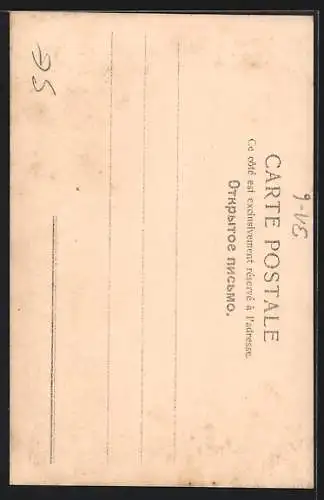 CARTE POSTALE
Ce côté est exclusivement réservé à l'adresse.
Открытое письмо.